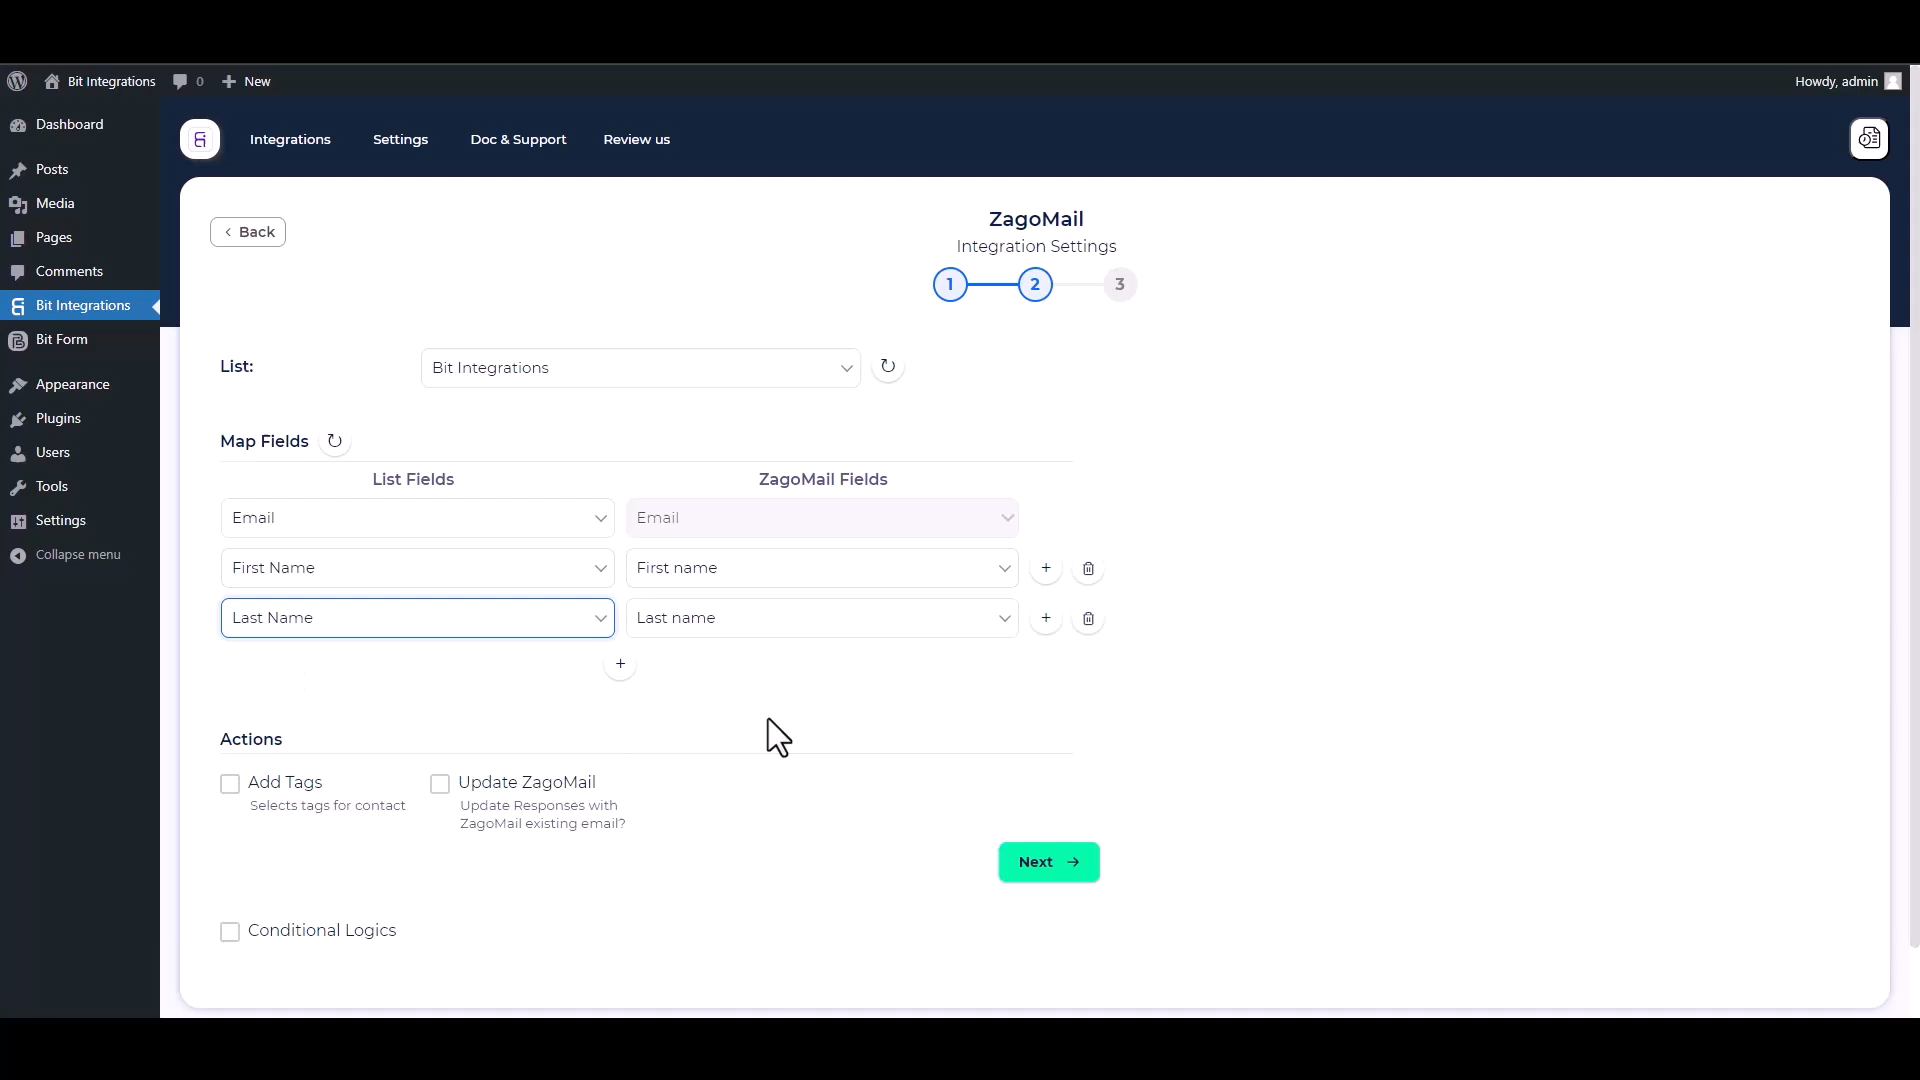 Bit Integrations
0
New
Howdy, admin
Dashboard
Posts
Media
Pages
Comments
Bit Integrations
Bit Form
Appearance
Plugins
Users
Tools
Settings
Collapse menu
Integrations
Settings
Doc & Support
Review us
Back
ZagoMail
Integration Settings
1
2
3
List:
Bit Integrations
Map Fields
List Fields
ZagoMail Fields
Email
Email
First Name
First name
+
Last Name
Last name
+
+
Actions
Add Tags
Selects tags for contact
Update ZagoMail
Update Responses with
ZagoMail existing email?
Next →
Conditional Logics